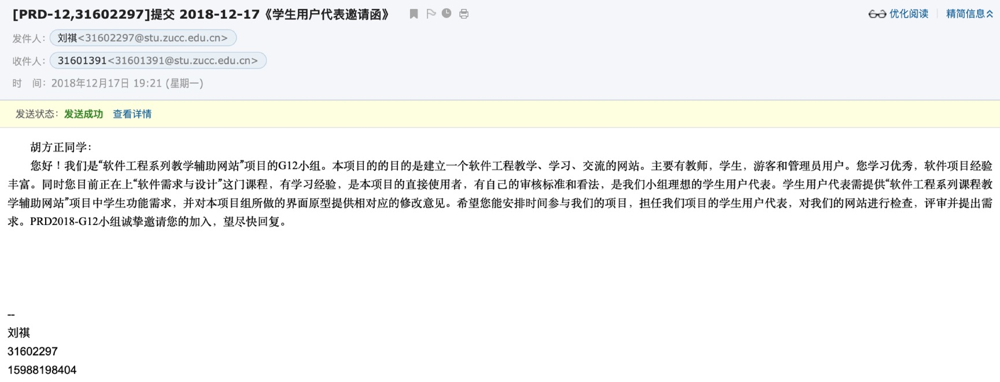 [PRD-12,31602297]提交 2018-12-17《学生用户代表邀请函》
优化阅读 精简信息
发件人：刘祺<31602297@stu.zucc.edu.cn>
收件人：31601391<31601391@stu.zucc.edu.cn>
时 间：2018年12月17日 19:21 (星期一)
发送状态：发送成功 查看详情
胡方正同学：
您好！我们是“软件工程系列教学辅助网站”项目的G12小组。本项目的的目的是建立一个软件工程教学、学习、交流的网站。主要有教师，学生，游客和管理员用户。您学习优秀，软件项目经验
丰富。同时您目前正在上“软件需求与设计”这门课程，有学习经验，是本项目的直接使用者，有自己的审核标准和看法，是我们小组理想的学生用户代表。学生用户代表需提供“软件工程系列课程教
学辅助网站”项目中学生功能需求，并对本项目组所做的界面原型提供相对应的修改意见。希望您能安排时间参与我们的项目，担任我们项目的学生用户代表，对我们的网站进行检查，评审并提出需
求。PRD2018-G12小组诚挚邀请您的加入，望尽快回复。
--
刘祺
31602297
15988198404